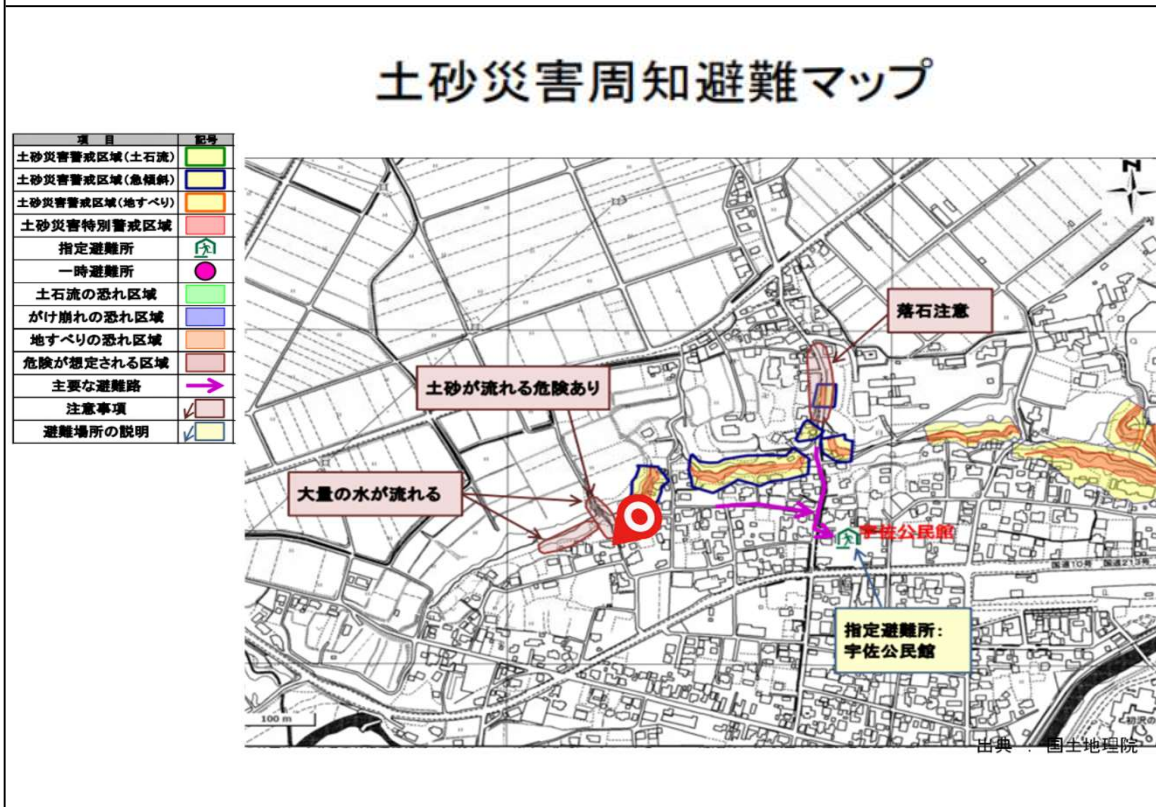 土砂災害周知避難マップ
項 目 記号
土砂災害警戒区域(土石流)
土砂災害警戒区域(急傾斜)
土砂災害警戒区域(地すべり)
土砂災害特別警戒区域
指定避難所
一時避難所
土石流の恐れ区域
がけ崩れの恐れ区域
地すべりの恐れ区域
危険が想定される区域
主要な避難路
注意事項
避難場所の説明
N
落石注意
土砂が流れる危険あり
大量の水が流れる
宇佐公民館
国道10号 国道213号
指定避難所:
宇佐公民館
100 m
初沢の
出典 : 国土地理院